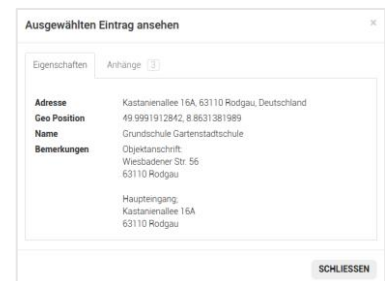 Ausgewählten Eintrag ansehen ×
Eigenschaften Anhänge 3
Adresse Kastanienallee 16A, 63110 Rodgau, Deutschland
Geo Position 49.9991912842, 8.8631381989
Name Grundschule Gartenstadtschule
Bemerkungen Objektanschrift:
Wiesbadener Str. 56
63110 Rodgau
Haupteingang:
Kastanienallee 16A
63110 Rodgau
SCHLIESSEN